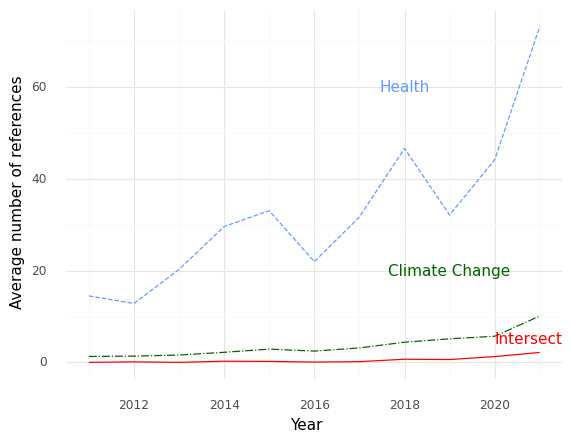 Average number of references
60
40
20
0
Health
Climate Change
Intersect
2012
2014
2016
2018
2020
Year